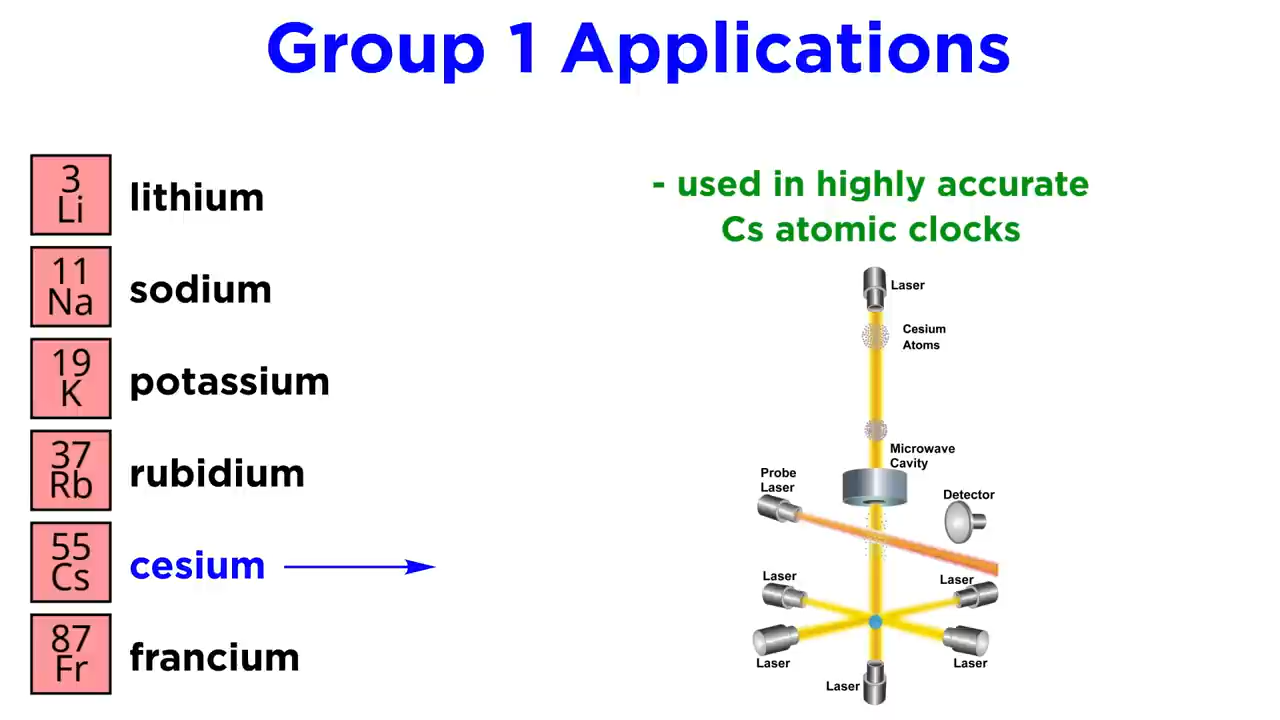 Group 1 Applications
3
Li
lithium
11
Na
sodium
19
K
potassium
37
Rb
rubidium
55
Cs
cesium
87
Fr
francium
- used in highly accurate
Cs atomic clocks
Laser
Cesium
Atoms
Microwave
Cavity
Probe
Laser
Detector
Laser
Laser
Laser
Laser
Laser